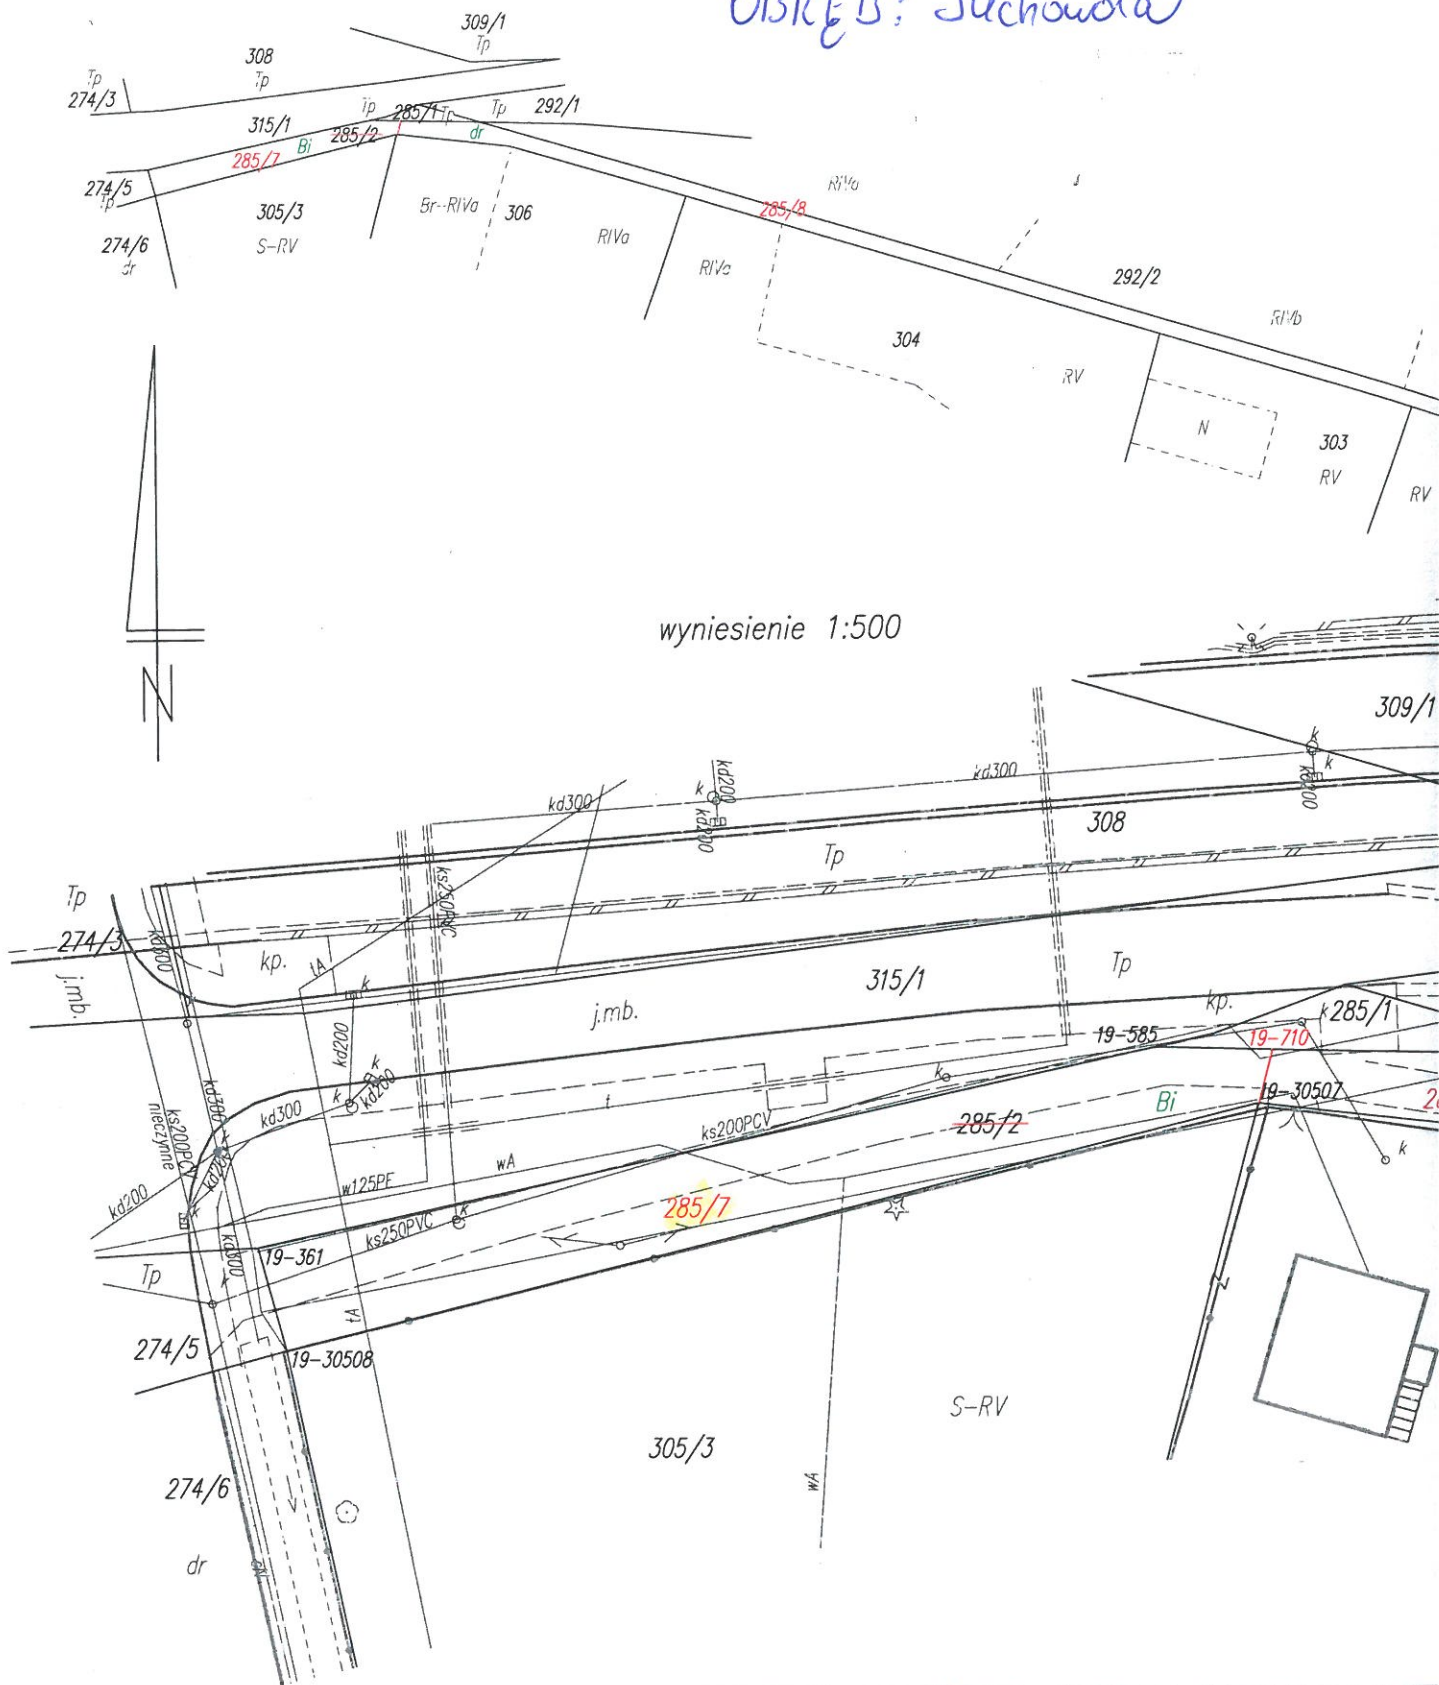 OBRĘB: Suchowola
309/1
Tp
308
Tp
Tp
274/3
Tp
285/1
Tp
Tp
292/1
315/1
Bi
285/2
dr
285/7
274/5
Tp
305/3
S-RV
Br-RIVa
306
RIVa
285/8
RIVa
RIVa
274/6
dr
292/2
RIVb
304
RV
N
303
RV
RV
N
wyniesienie 1:500
309/1
k
k
kd200
kd300
kd200
k
kd200
kd300
308
Tp
Tp
ks250PVC
274/3
kd300
kp.
tA
j.mb.
k
315/1
Tp
j.mb.
kp.
k
285/1
19-585
19-710
kd200
k
kd200
k
k
kd300
kd300
t
19-30507
Bi
285/2
ks200PCV
ks200PCV
nieczynne
k
wA
w125PE
kd200
k
285/7
k
ks250PVC
kd300
19-361
k
Tp
tA
274/5
19-30508
S-RV
305/3
wA
274/6
dr